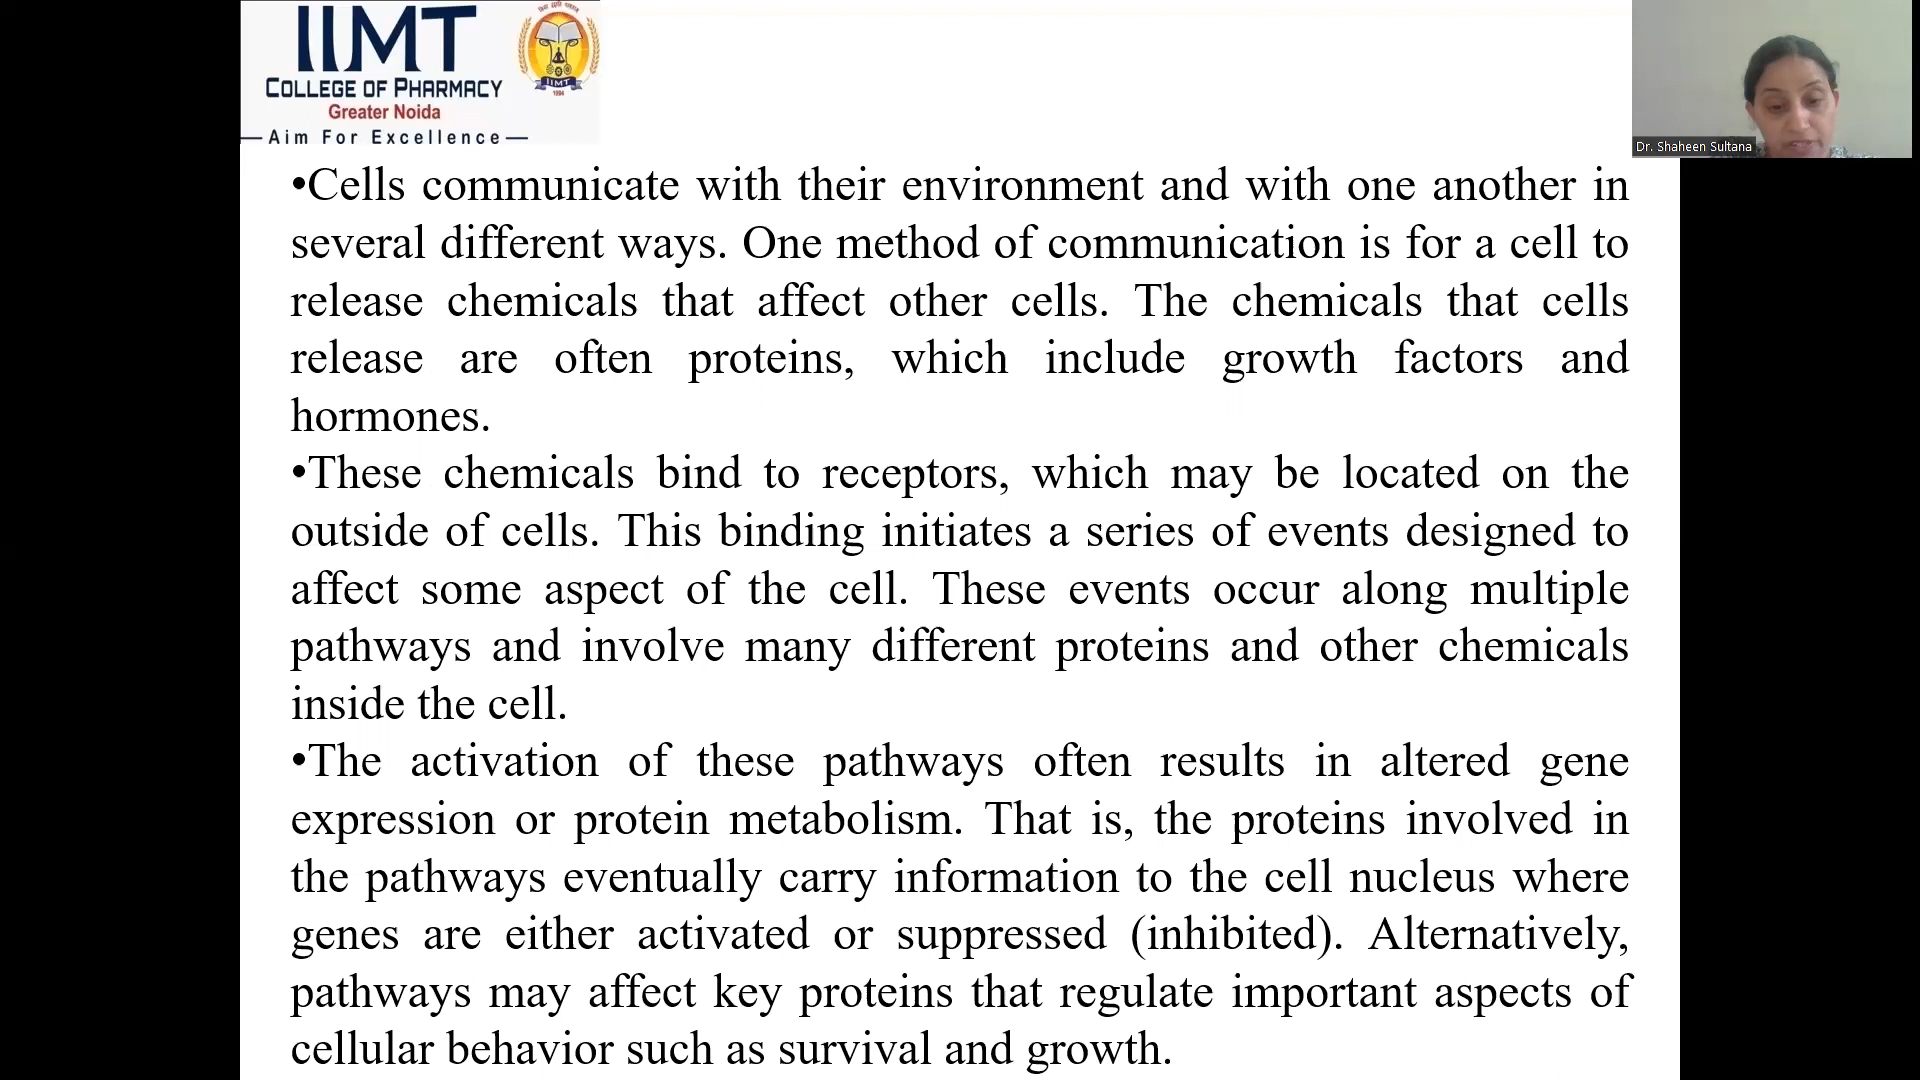 IIMT
COLLEGE OF PHARMACY
Greater Noida
—Aim For Excellence—
IIMT
Dr. Shaheen Sultana
•Cells communicate with their environment and with one another in
several different ways. One method of communication is for a cell to
release chemicals that affect other cells. The chemicals that cells
release are often proteins, which include growth factors and
hormones.
•These chemicals bind to receptors, which may be located on the
outside of cells. This binding initiates a series of events designed to
affect some aspect of the cell. These events occur along multiple
pathways and involve many different proteins and other chemicals
inside the cell.
•The activation of these pathways often results in altered gene
expression or protein metabolism. That is, the proteins involved in
the pathways eventually carry information to the cell nucleus where
genes are either activated or suppressed (inhibited). Alternatively,
pathways may affect key proteins that regulate important aspects of
cellular behavior such as survival and growth.